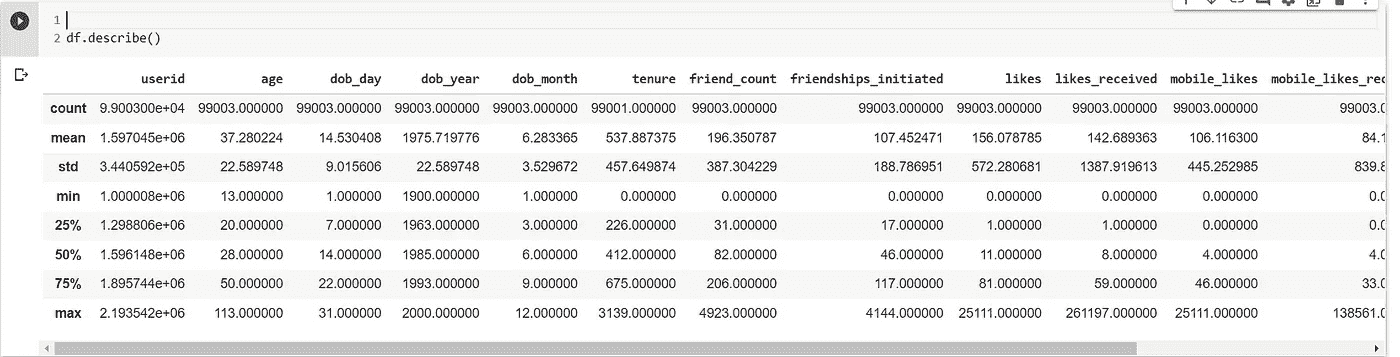 1
2 df.describe()
userid age dob_day dob_year dob_month tenure friend_count friendships_initiated likes likes_received mobile_likes mobile_likes_rec
count 9.900300e+04 99003.000000 99003.000000 99003.000000 99003.000000 99001.000000 99003.000000 99003.000000 99003.000000 99003.000000 99003.000000 99003.0
mean 1.597045e+06 37.280224 14.530408 1975.719776 6.283365 537.887375 196.350787 107.452471 156.078785 142.689363 106.116300 84.1
std 3.440592e+05 22.589748 9.015606 22.589748 3.529672 457.649874 387.304229 188.786951 572.280681 1387.919613 445.252985 839.8
min 1.000008e+06 13.000000 1.000000 1900.000000 1.000000 0.000000 0.000000 0.000000 0.000000 0.000000 0.000000 0.0
25% 1.298806e+06 20.000000 7.000000 1963.000000 3.000000 226.000000 31.000000 17.000000 1.000000 1.000000 0.000000 0.0
50% 1.596148e+06 28.000000 14.000000 1985.000000 6.000000 412.000000 82.000000 46.000000 11.000000 8.000000 4.000000 4.0
75% 1.895744e+06 50.000000 22.000000 1993.000000 9.000000 675.000000 206.000000 117.000000 81.000000 59.000000 46.000000 33.0
max 2.193542e+06 113.000000 31.000000 2000.000000 12.000000 3139.000000 4923.000000 4144.000000 25111.000000 261197.000000 25111.000000 138561.0